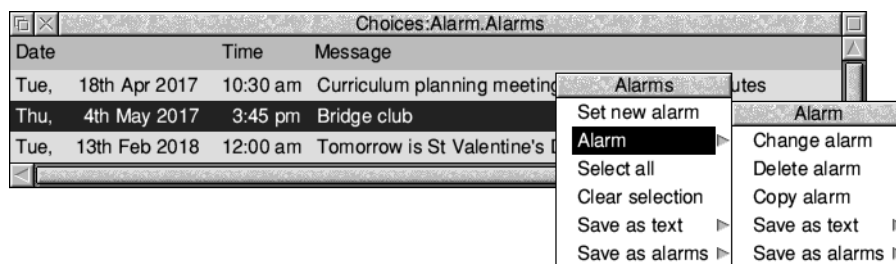 Choices:Alarm.Alarms
Date Time Message
Tue, 18th Apr 2017 10:30 am Curriculum planning meeting utes
Thu, 4th May 2017 3:45 pm Bridge club
Tue, 13th Feb 2018 12:00 am Tomorrow is St Valentine's
Alarms
Set new alarm
Alarm
Select all
Clear selection
Save as text
Save as alarms
Alarm
Change alarm
Delete alarm
Copy alarm
Save as text
Save as alarms